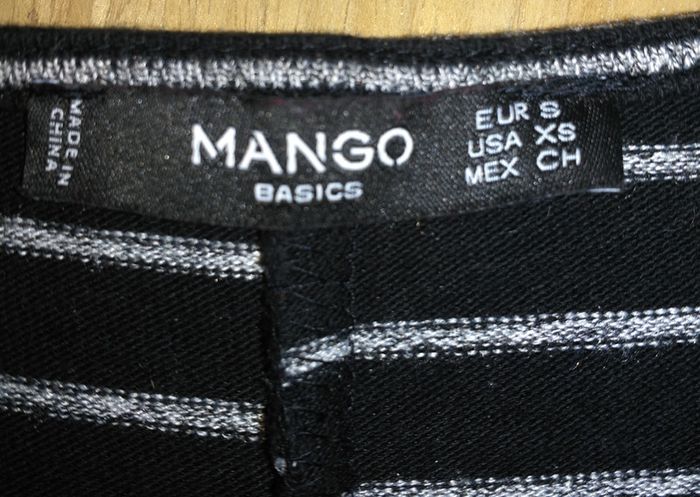 MADE IN
CHINA
MANGO
BASICS
EUR S
USA XS
MEX CH